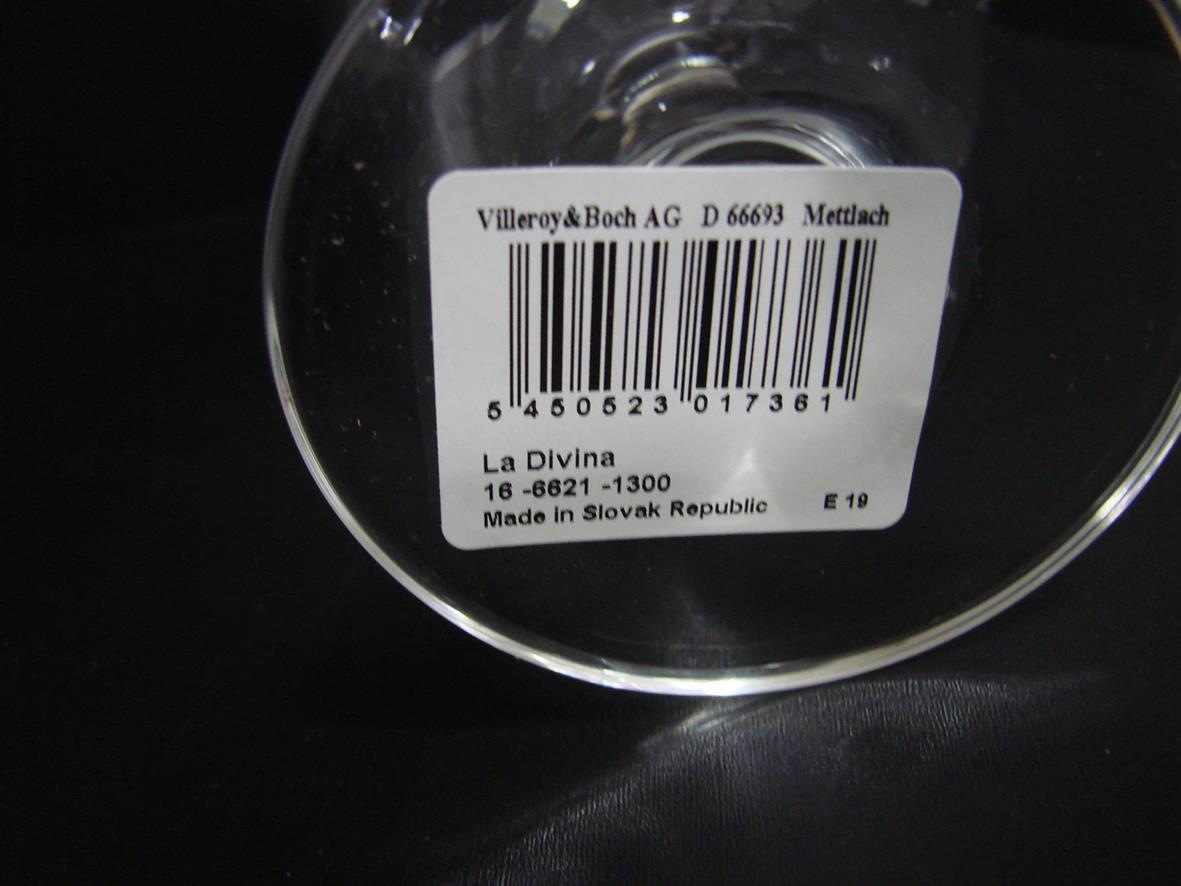 Villeroy&Boch AG D 66693 Mettlach
5 450523 017361
La Divina
16 -6621 -1300
Made in Slovak Republic E 19